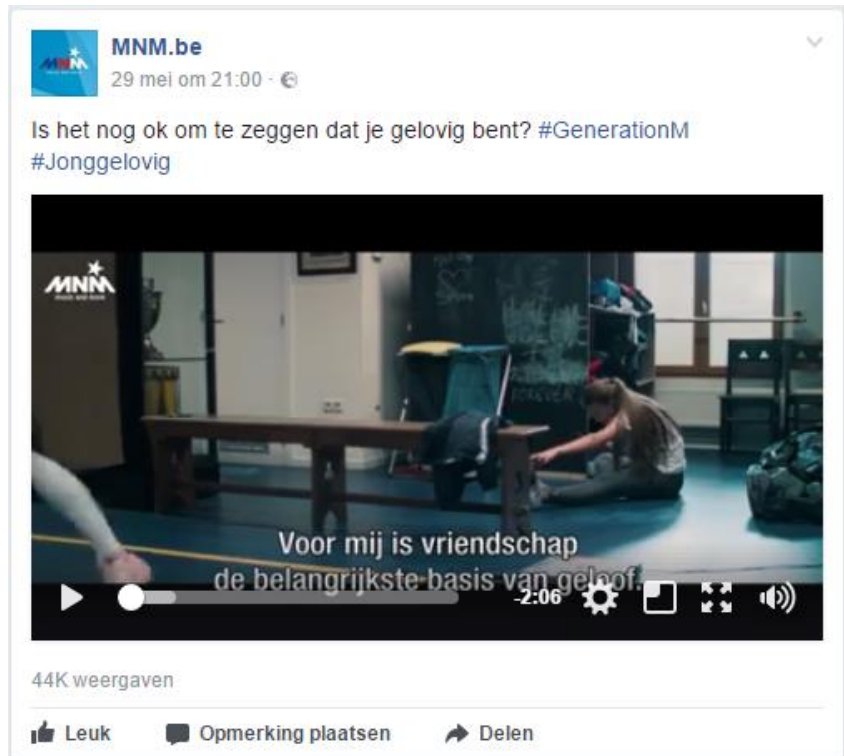 MNM.be
29 mei om 21:00
Is het nog ok om te zeggen dat je gelovig bent? #GenerationM
#Jonggelovig
MNM
Voor mij is vriendschap
de belangrijkste basis van geloof.
-2:06
44K weergaven
Leuk Opmerking plaatsen Delen